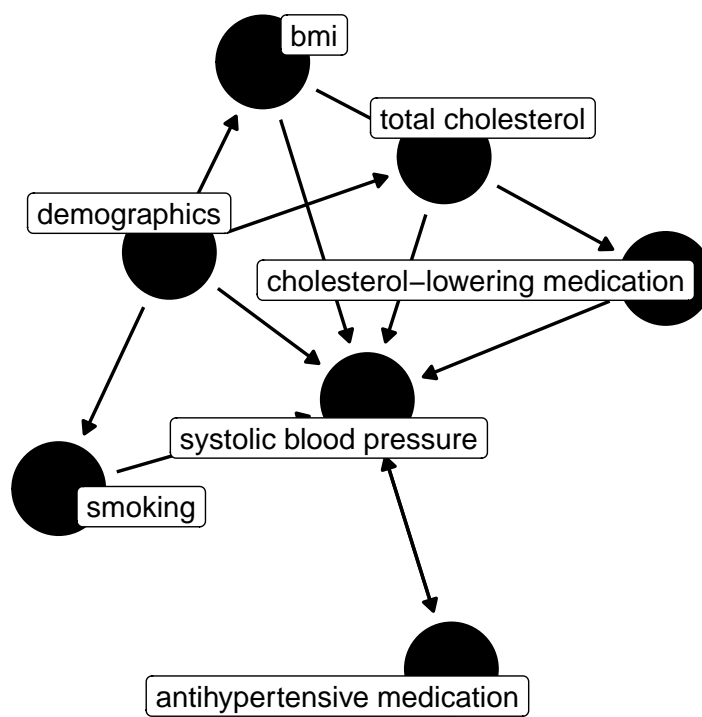 bmi
total cholesterol
demographics
cholesterol−lowering medication
systolic blood pressure
smoking
antihypertensive medication